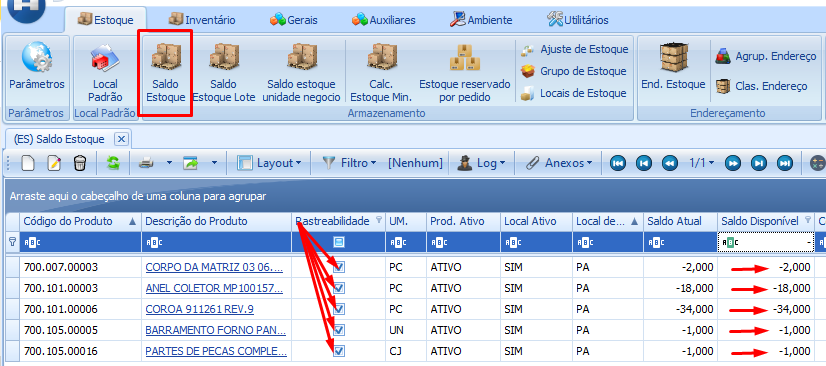 Estoque Inventário Gerais Auxiliares Ambiente Utilitários
Parâmetros
Local
Padrão
Saldo
Estoque
Saldo
Estoque Lote
Saldo estoque
unidade negocio
Calc.
Estoque Min.
Estoque reservado
por pedido
Ajuste de Estoque
Grupo de Estoque
Locais de Estoque
End. Estoque
Agrup. Endereço
Clas. Endereço
Parâmetros Local Padrão Armazenamento Endereçamento
(ES) Saldo Estoque
Layout Filtro [Nenhum] Log Anexos 1/1
Arraste aqui o cabeçalho de uma coluna para agrupar
Código do Produto Descrição do Produto Rastreabilidade UM. Prod. Ativo Local Ativo Local de... Saldo Atual Saldo Disponível C
ABC ABC ABC ABC ABC ABC ABC ABC -
700.007.00003 CORPO DA MATRIZ 03 06.... PC ATIVO SIM PA -2,000 -2,000
700.101.00003 ANEL COLETOR MP100157... PC ATIVO SIM PA -18,000 -18,000
700.101.00006 COROA 911261 REV.9 PC ATIVO SIM PA -34,000 -34,000
700.105.00005 BARRAMENTO FORNO PAN... UN ATIVO SIM PA -1,000 -1,000
700.105.00016 PARTES DE PECAS COMPLE... CJ ATIVO SIM PA -1,000 -1,000